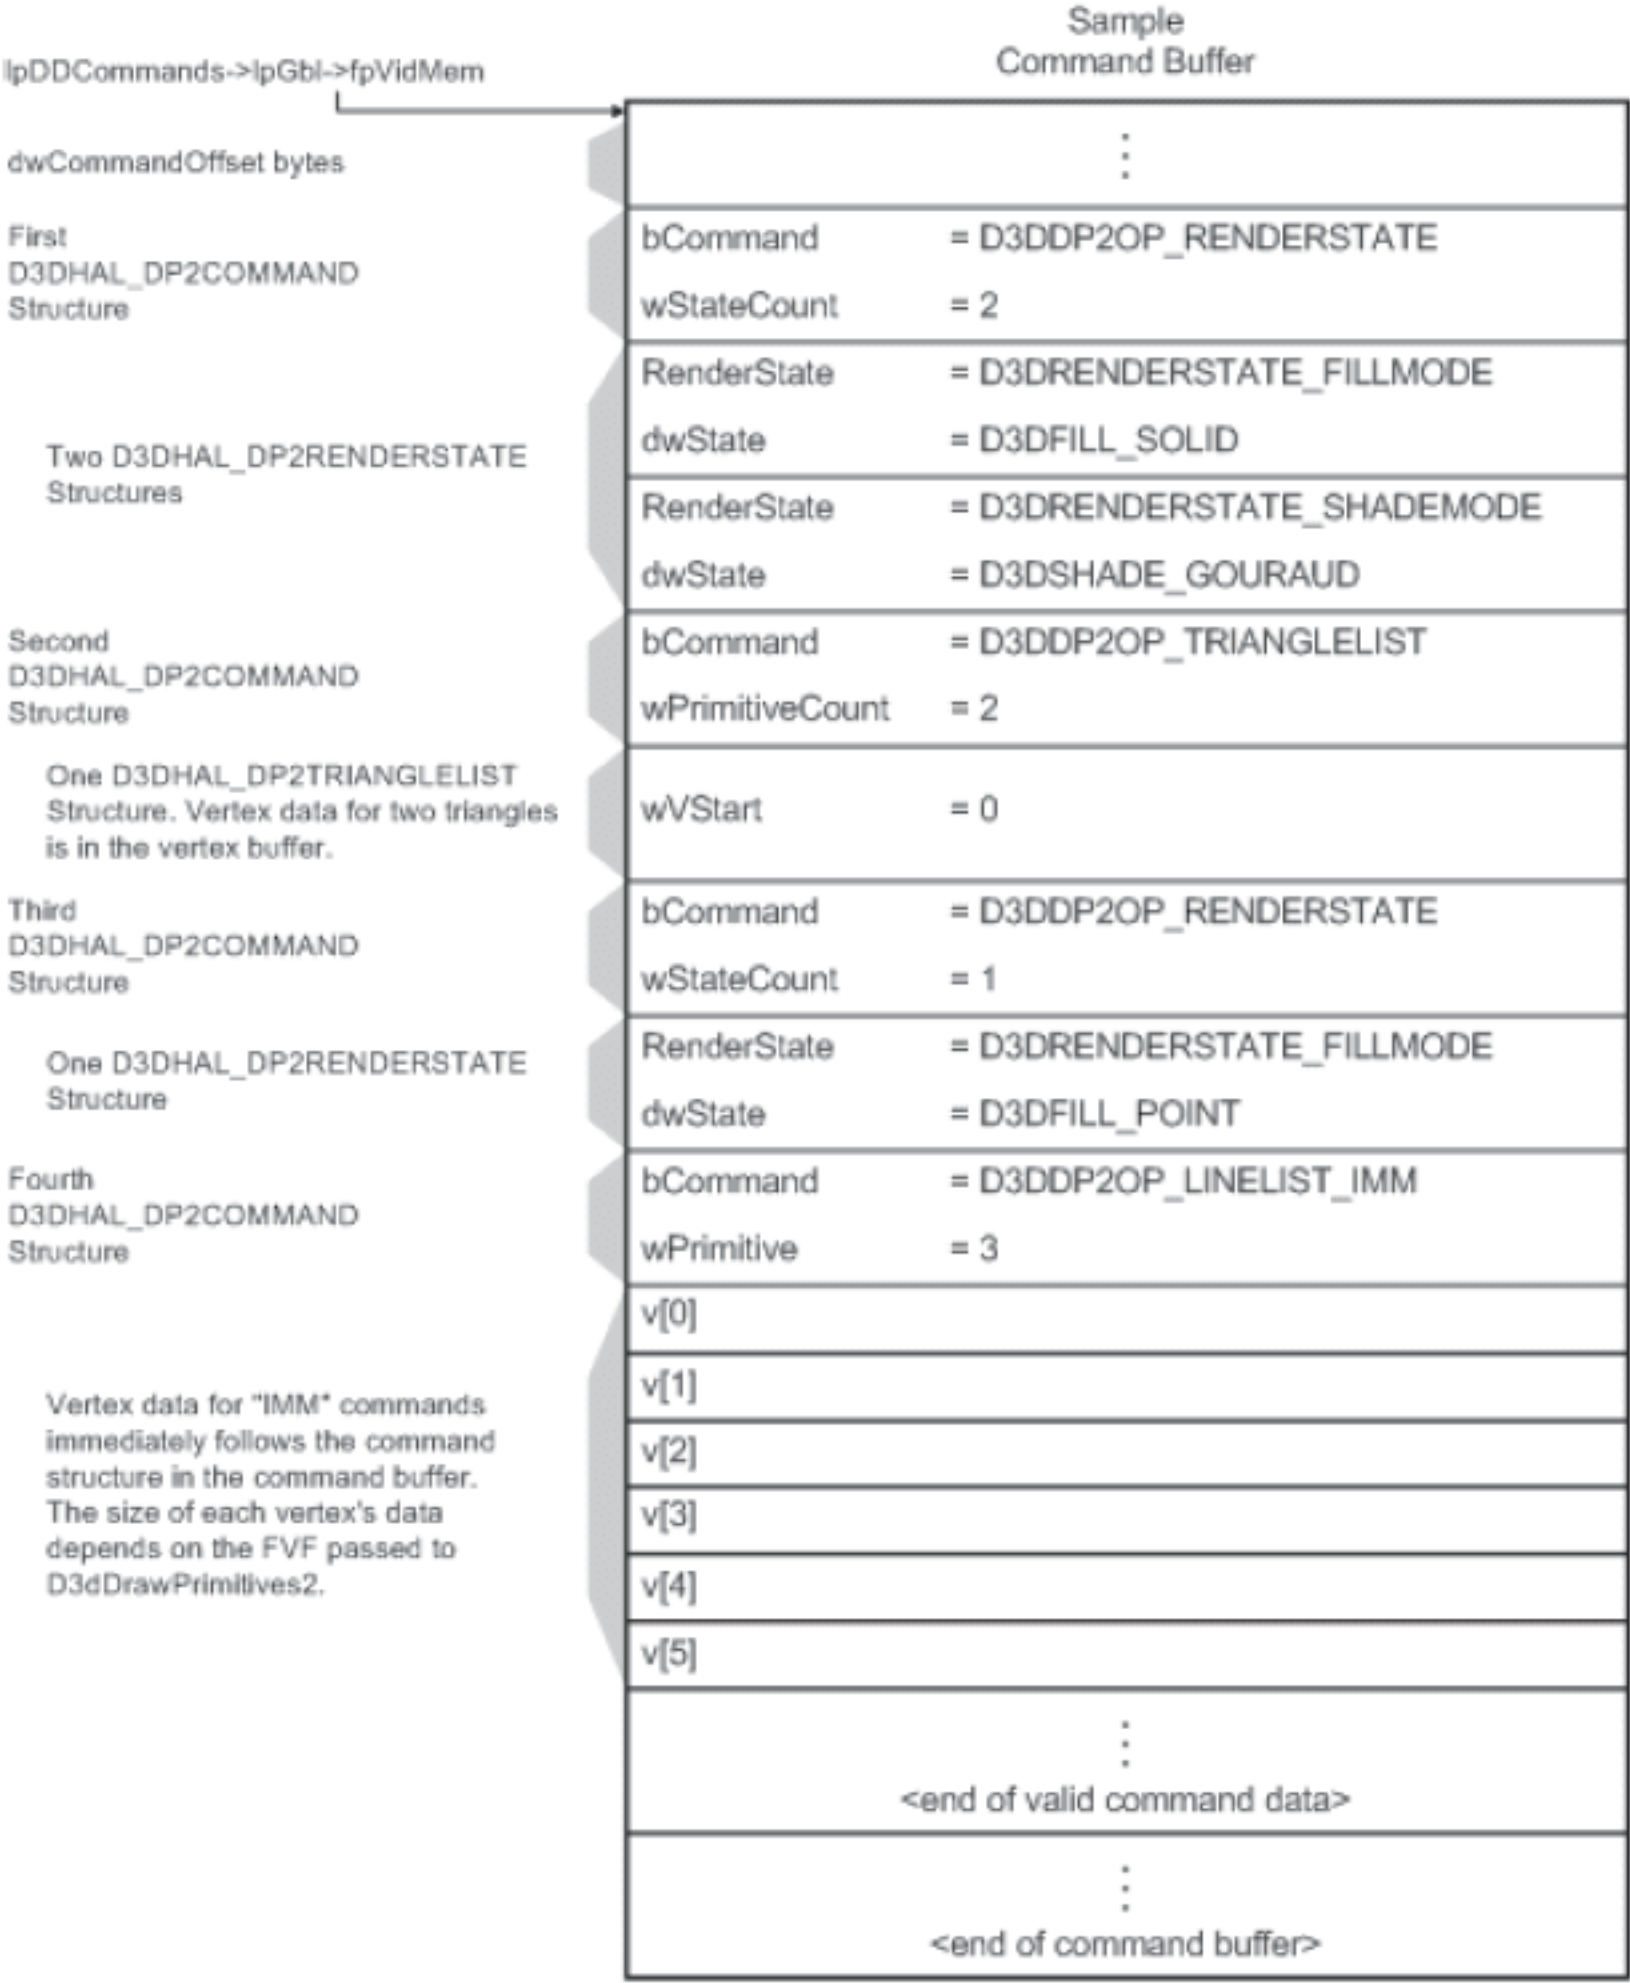 Sample
Command Buffer
lpDDCommands->lpGbl->fpVidMem
dwCommandOffset bytes
First
D3DHAL_DP2COMMAND
Structure
bCommand = D3DDP2OP_RENDERSTATE
wStateCount = 2
Two D3DHAL_DP2RENDERSTATE
Structures
RenderState = D3DRENDERSTATE_FILLMODE
dwState = D3DFILL_SOLID
RenderState = D3DRENDERSTATE_SHADEMODE
dwState = D3DSHADE_GOURAUD
Second
D3DHAL_DP2COMMAND
Structure
bCommand = D3DDP2OP_TRIANGLELIST
wPrimitiveCount = 2
One D3DHAL_DP2TRIANGLELIST
Structure. Vertex data for two triangles
is in the vertex buffer.
wVStart = 0
Third
D3DHAL_DP2COMMAND
Structure
bCommand = D3DDP2OP_RENDERSTATE
wStateCount = 1
One D3DHAL_DP2RENDERSTATE
Structure
RenderState = D3DRENDERSTATE_FILLMODE
dwState = D3DFILL_POINT
Fourth
D3DHAL_DP2COMMAND
Structure
bCommand = D3DDP2OP_LINELIST_IMM
wPrimitive = 3
Vertex data for "IMM" commands
immediately follows the command
structure in the command buffer.
The size of each vertex's data
depends on the FVF passed to
D3dDrawPrimitives2.
v[0]
v[1]
v[2]
v[3]
v[4]
v[5]
<end of valid command data>
<end of command buffer>